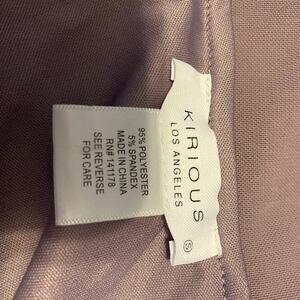 KIRIOUS
LOS ANGELES
S
95% POLYESTER
5% SPANDEX
MADE IN CHINA
RN# 141178
SEE REVERSE
FOR CARE